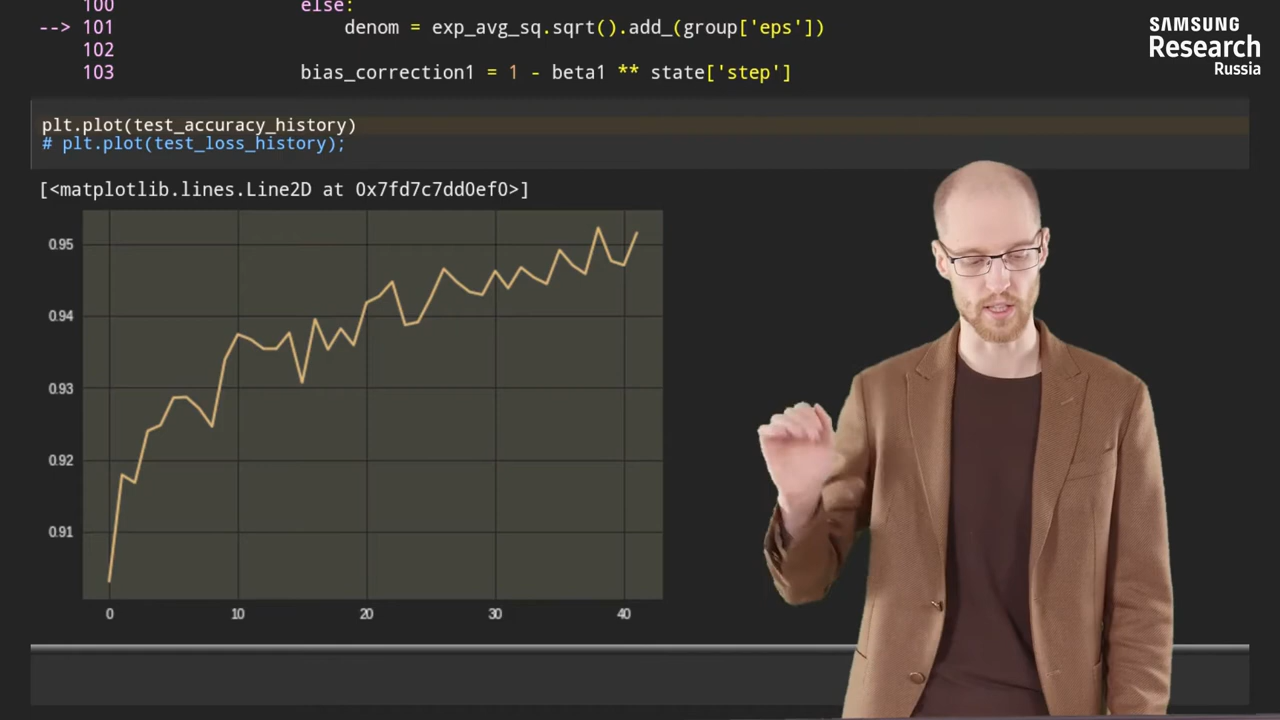 100 else:
--> 101 denom = exp_avg_sq.sqrt().add_(group['eps'])
102
103 bias_correction1 = 1 - beta1 ** state['step']
SAMSUNG
Research
Russia
plt.plot(test_accuracy_history)
# plt.plot(test_loss_history);
[<matplotlib.lines.Line2D at 0x7fd7c7dd0ef0>]
0.95
0.94
0.93
0.92
0.91
0 10 20 30 40